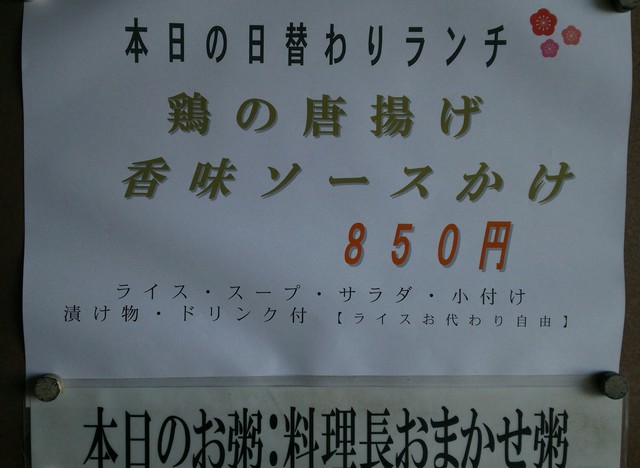 本日の日替わりランチ
鶏の唐揚げ
香味ソースかけ
850円
ライス・スープ・サラダ・小付け
漬け物・ドリンク付【ライスお代わり自由】
本日のお粥:料理長おまかせ粥